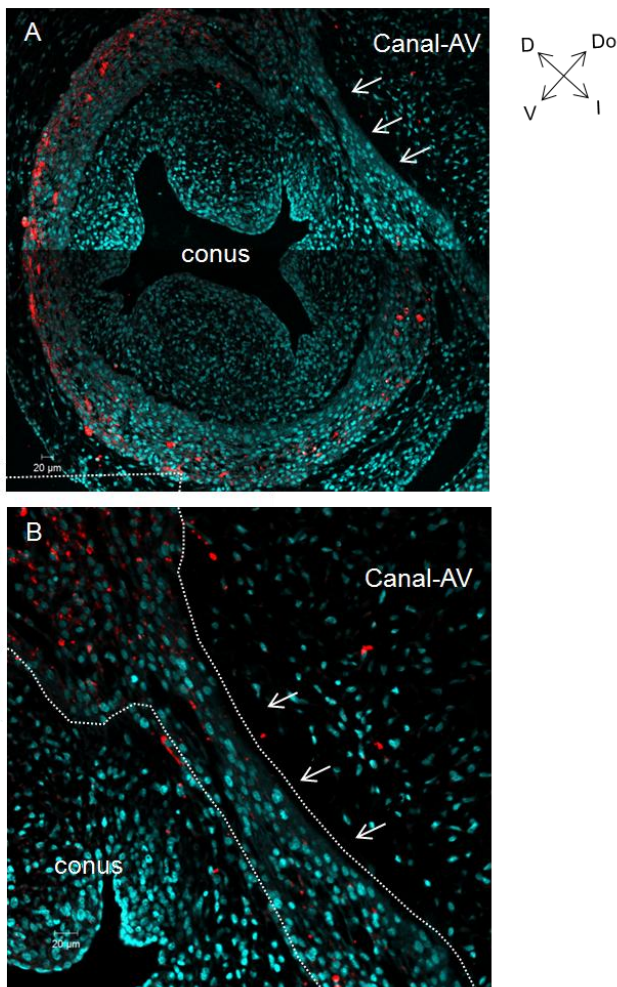 A
Canal-AV
conus
20 µm
D
Do
V
I
B
Canal-AV
conus
20 µm